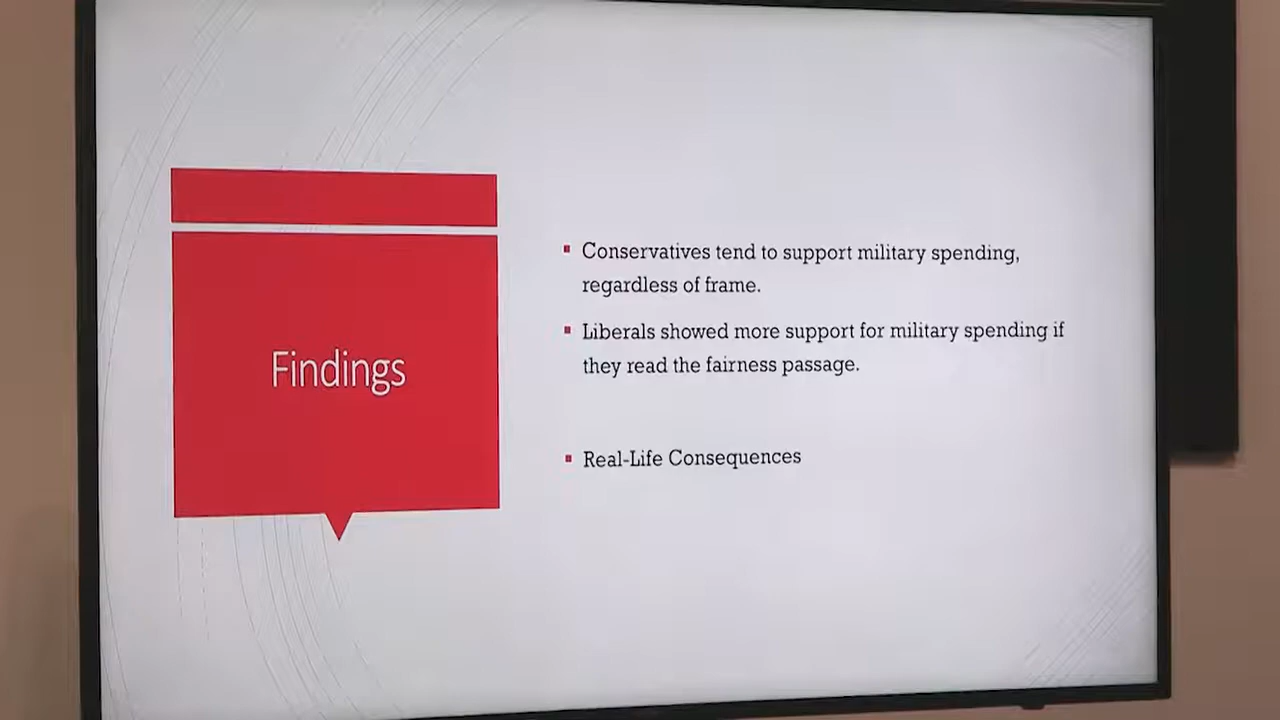 Findings
Conservatives tend to support military spending,
regardless of frame.
Liberals showed more support for military spending if
they read the fairness passage.
Real-Life Consequences